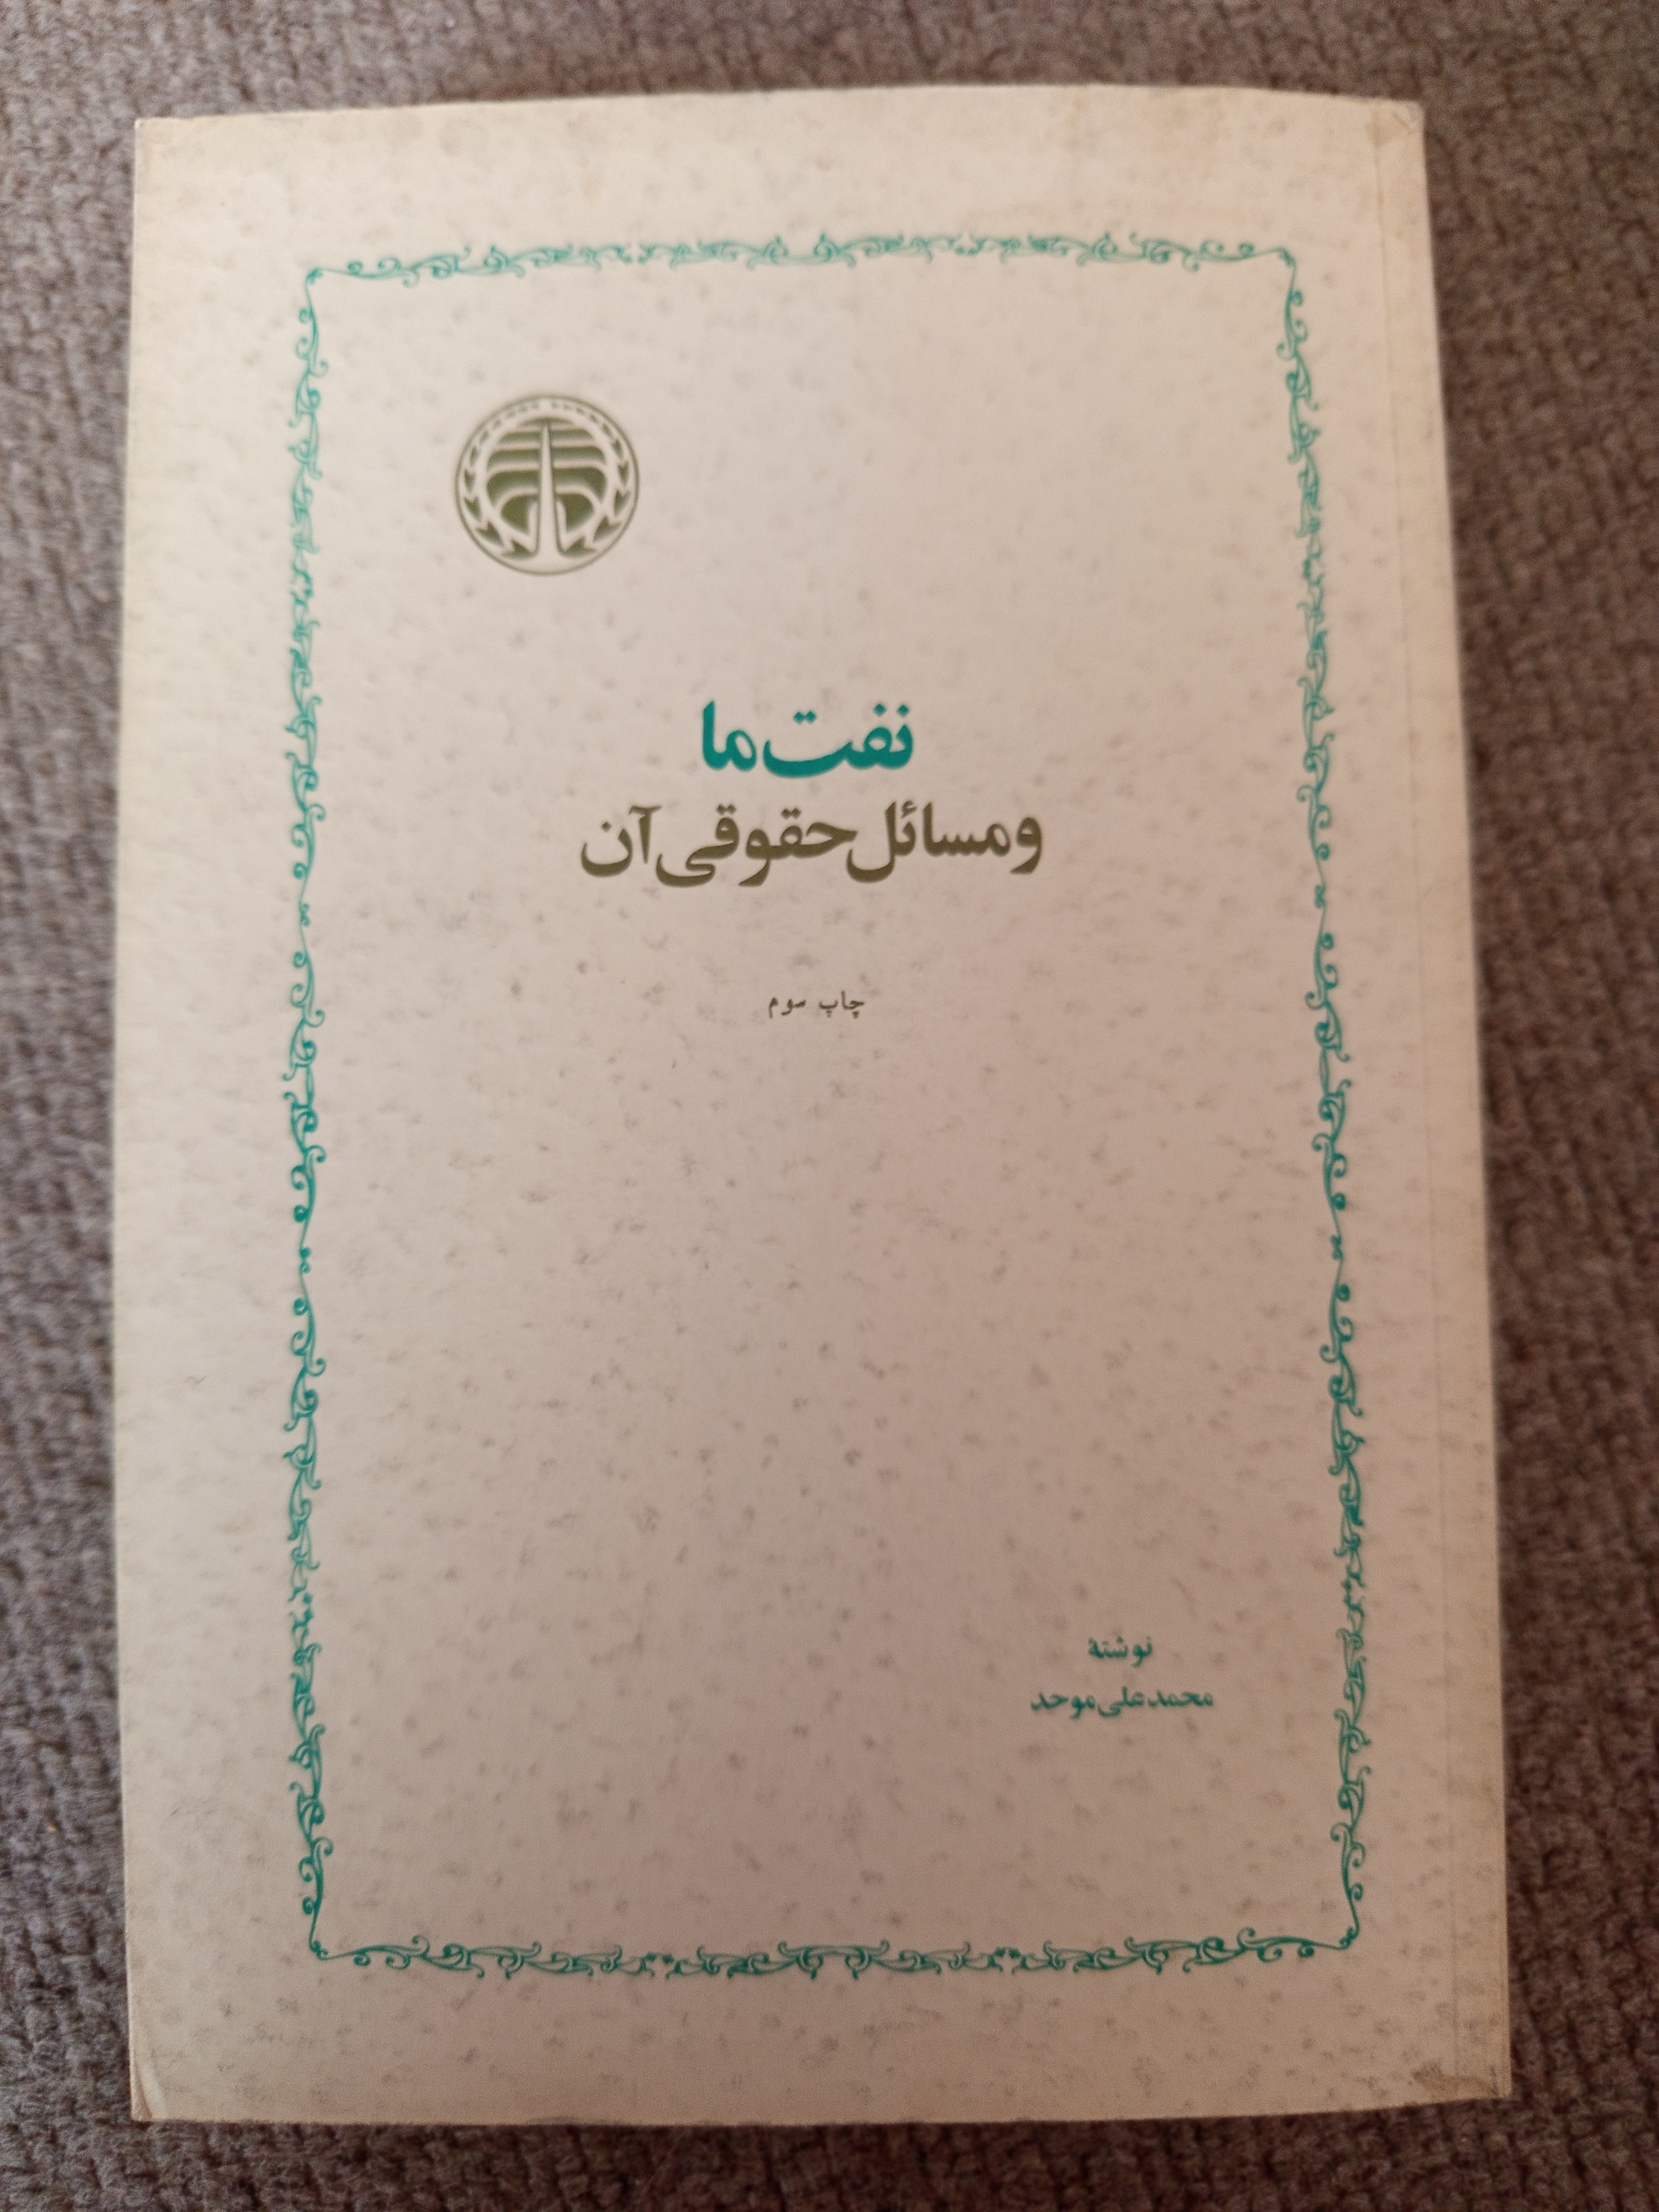 نفت ما
و مسائل حقوقی آن
چاپ سوم
نوشتهٔ
محمدعلی موحد